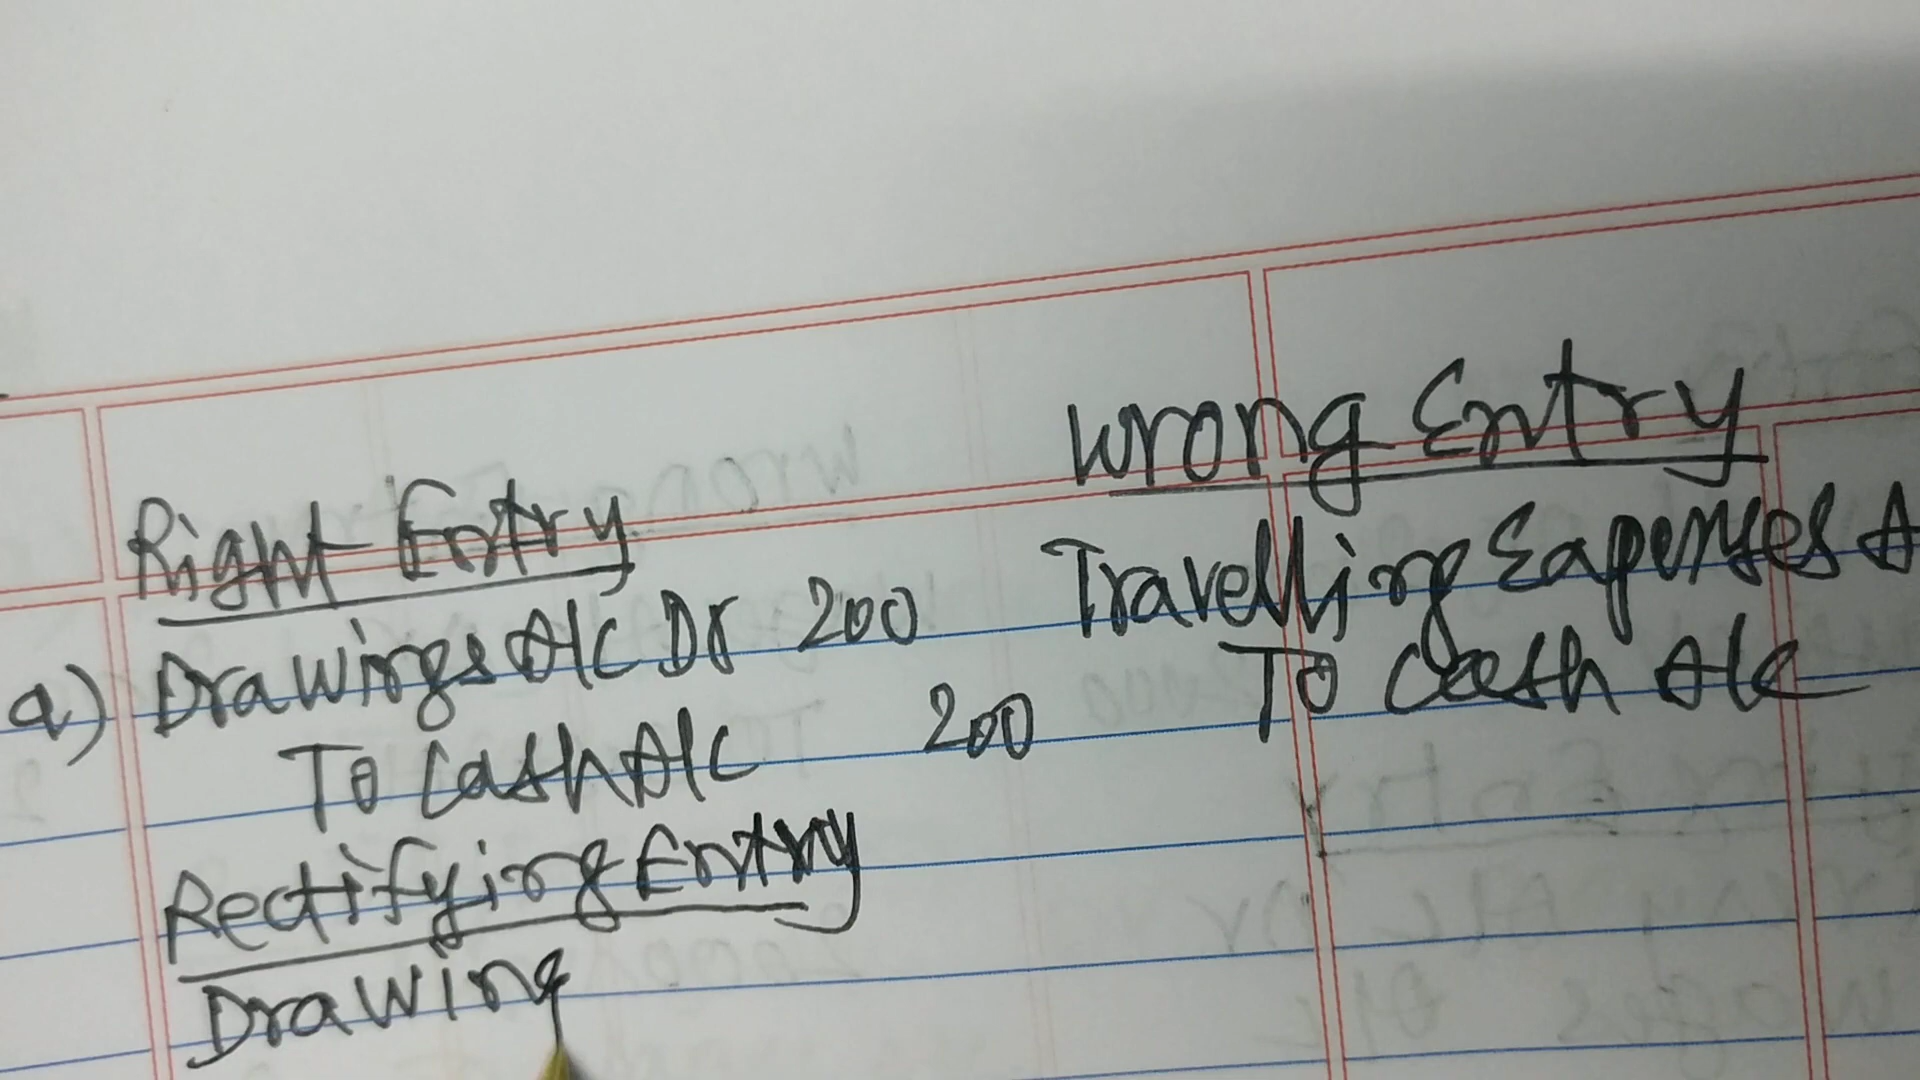 Right Entry
a) Drawings A/C Dr 200
To Cash A/C 200
Wrong Entry
Travelling Expenses A
To Cash A/C
Rectifying Entry
Drawing